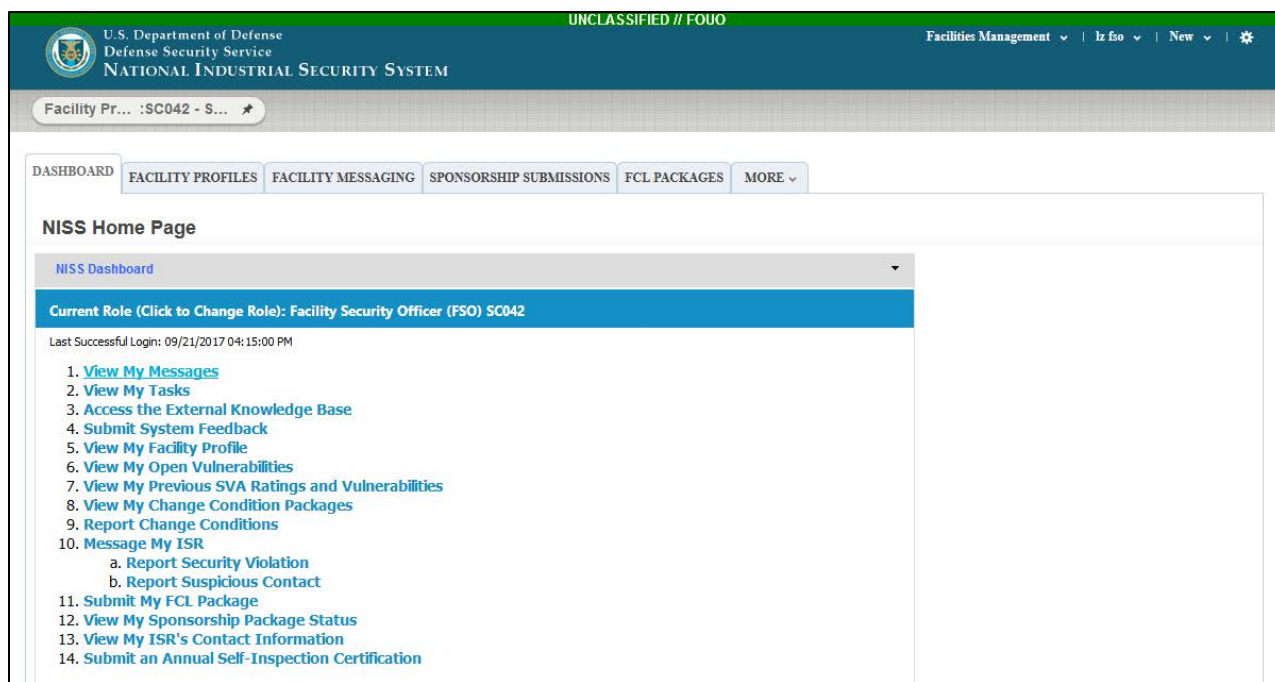 UNCLASSIFIED // FOUO
U.S. Department of Defense
Defense Security Service
NATIONAL INDUSTRIAL SECURITY SYSTEM
Facilities Management | lz fso | New |
Facility Pr... :SC042 - S...
DASHBOARD FACILITY PROFILES FACILITY MESSAGING SPONSORSHIP SUBMISSIONS FCL PACKAGES MORE
NISS Home Page
NISS Dashboard
Current Role (Click to Change Role): Facility Security Officer (FSO) SC042
Last Successful Login: 09/21/2017 04:15:00 PM
1. View My Messages
2. View My Tasks
3. Access the External Knowledge Base
4. Submit System Feedback
5. View My Facility Profile
6. View My Open Vulnerabilities
7. View My Previous SVA Ratings and Vulnerabilities
8. View My Change Condition Packages
9. Report Change Conditions
10. Message My ISR
a. Report Security Violation
b. Report Suspicious Contact
11. Submit My FCL Package
12. View My Sponsorship Package Status
13. View My ISR's Contact Information
14. Submit an Annual Self-Inspection Certification